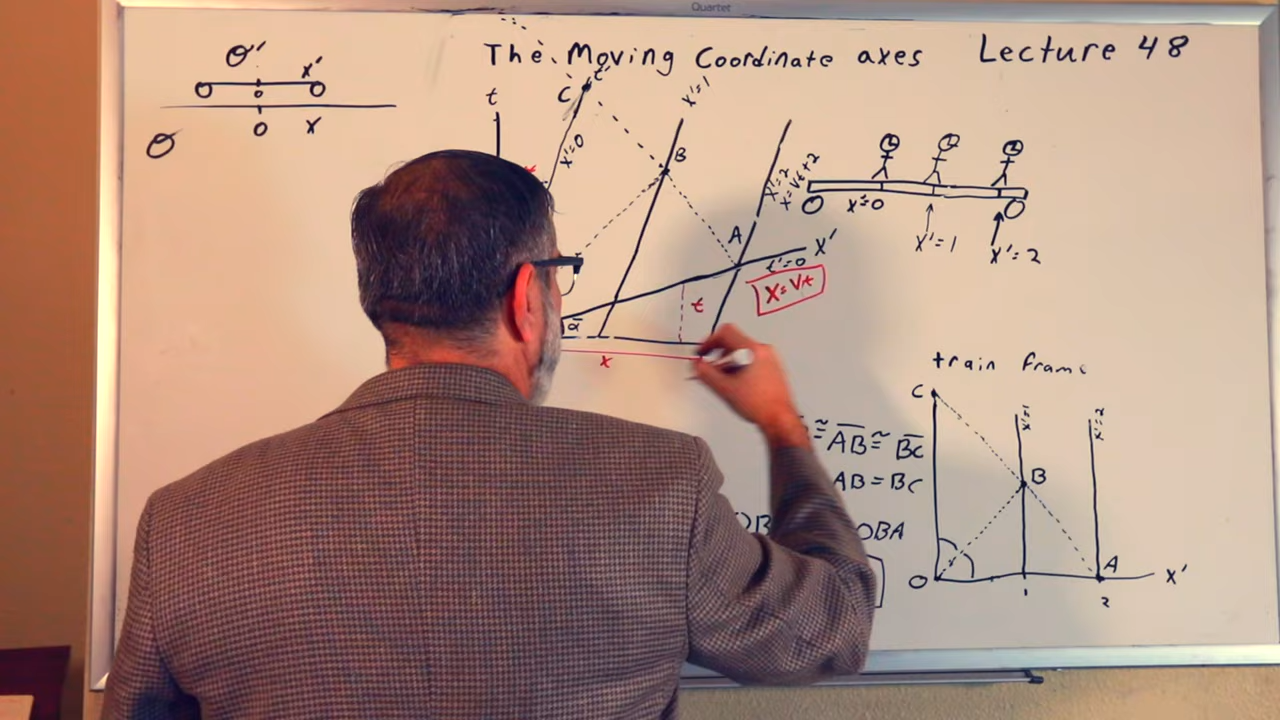 Quartet
The Moving Coordinate axes Lecture 48
O' x'
o
O x
O
t
C t'
x'=0
x'=1
B
x'=2
x=vt+2
A
x'
t'=0
x=vt
t
α
x
x'=0
x'=1
x'=2
train frame
≅ AB ≅ BC
AB = BC
OB
OBA
C
x'=1
x'=2
B
O
A
x'
1
2